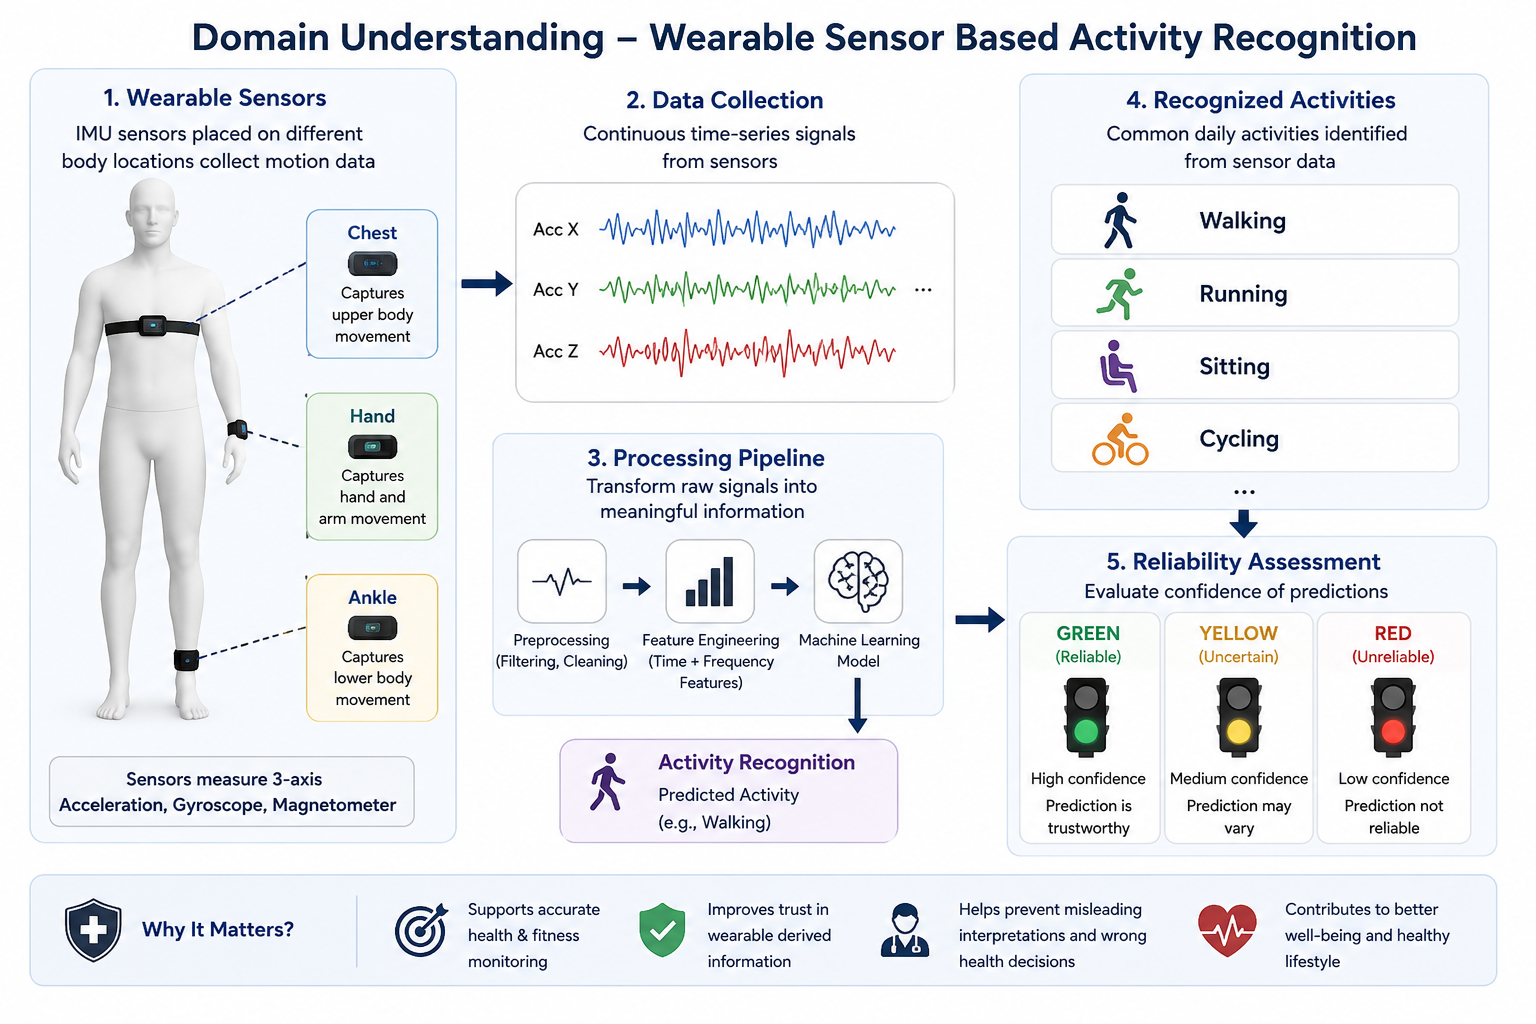 Domain Understanding – Wearable Sensor Based Activity Recognition
1. Wearable Sensors
IMU sensors placed on different
body locations collect motion data
Chest
Captures
upper body
movement
Hand
Captures
hand and
arm movement
Ankle
Captures
lower body
movement
Sensors measure 3-axis
Acceleration, Gyroscope, Magnetometer
2. Data Collection
Continuous time-series signals
from sensors
Acc X
Acc Y
...
Acc Z
3. Processing Pipeline
Transform raw signals into
meaningful information
Preprocessing
(Filtering, Cleaning)
Feature Engineering
(Time + Frequency
Features)
Machine Learning
Model
Activity Recognition
Predicted Activity
(e.g., Walking)
4. Recognized Activities
Common daily activities identified
from sensor data
Walking
Running
Sitting
Cycling
...
5. Reliability Assessment
Evaluate confidence of predictions
GREEN
(Reliable)
High confidence
Prediction is
trustworthy
YELLOW
(Uncertain)
Medium confidence
Prediction may
vary
RED
(Unreliable)
Low confidence
Prediction not
reliable
Why It Matters?
Supports accurate
health & fitness
monitoring
Improves trust in
wearable derived
information
Helps prevent misleading
interpretations and wrong
health decisions
Contributes to better
well-being and healthy
lifestyle